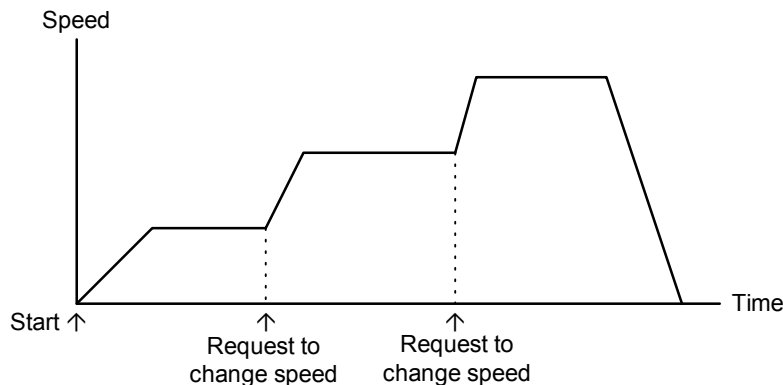 Speed
Time
Start ↑
↑
Request to
change speed
↑
Request to
change speed